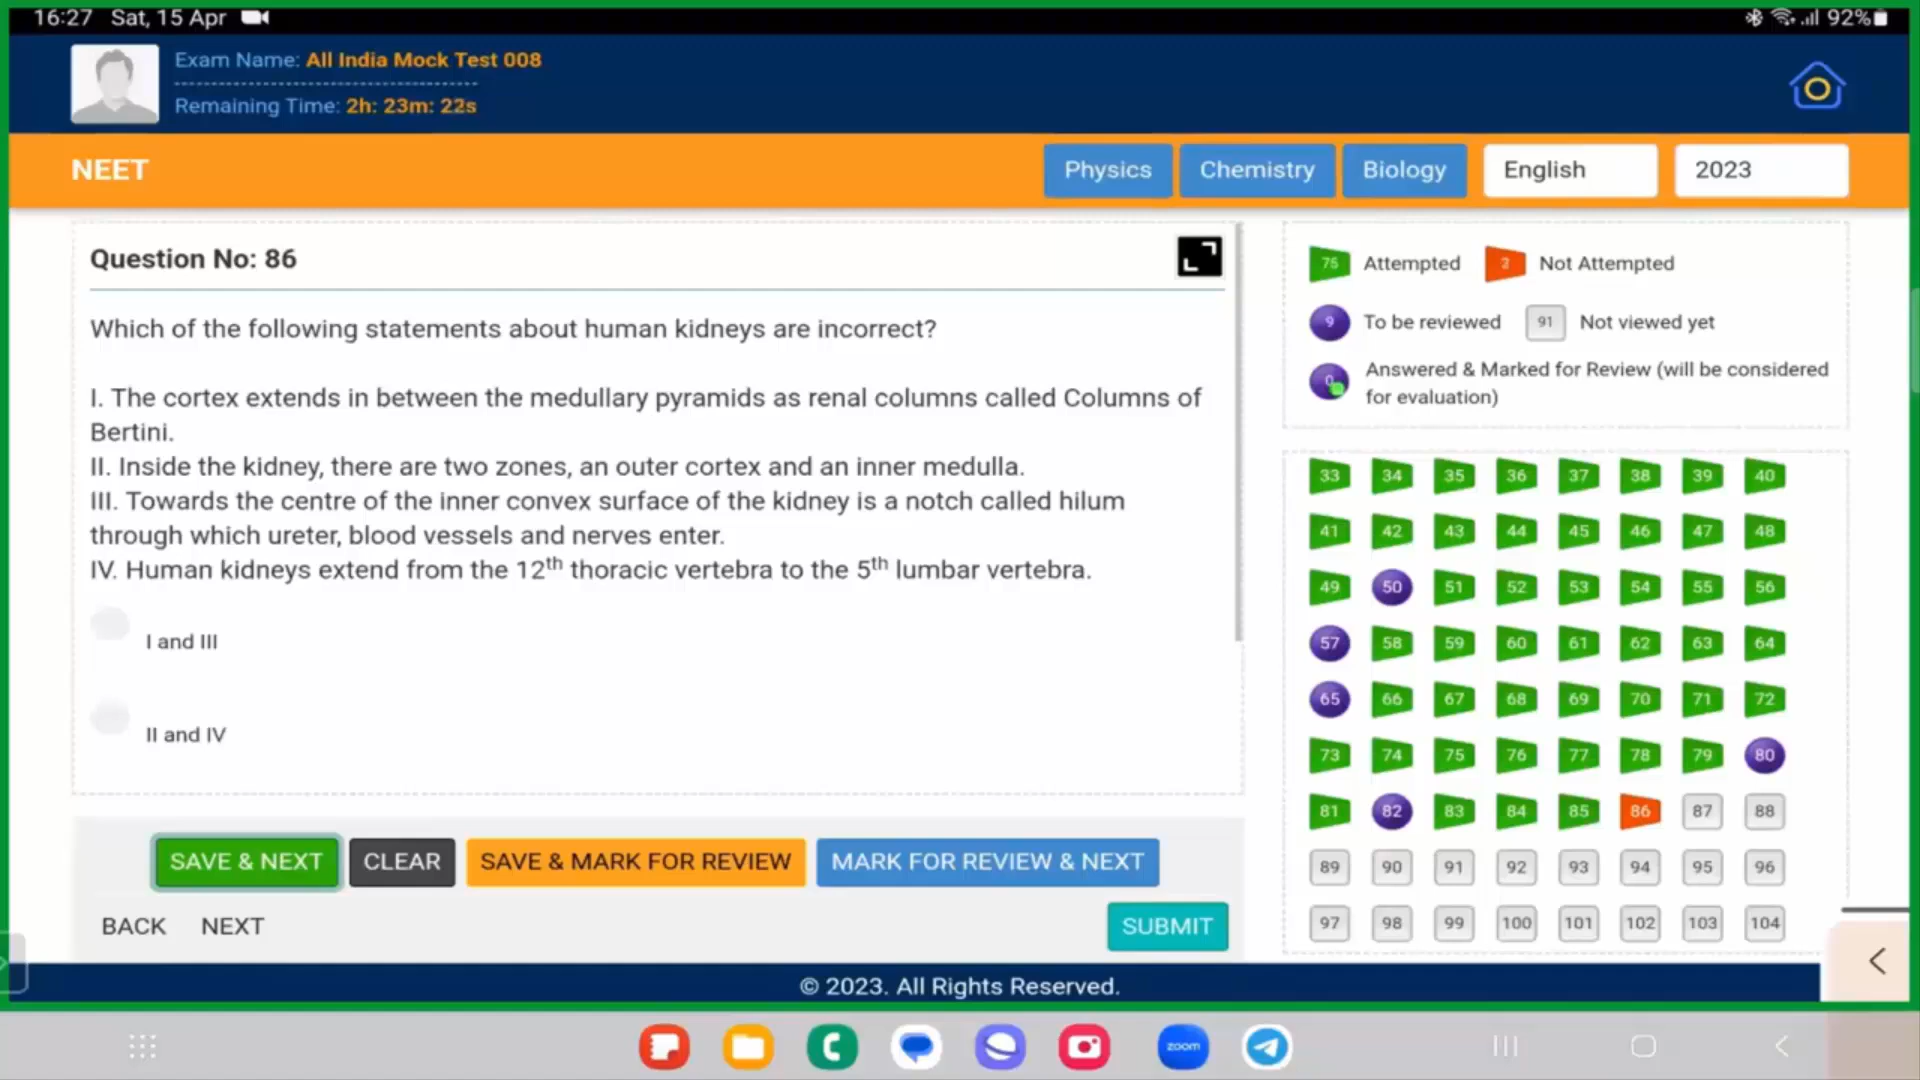 16:27 Sat, 15 Apr
92%
Exam Name: All India Mock Test 008
Remaining Time: 2h: 23m: 22s
NEET
Physics
Chemistry
Biology
English
2023
Question No: 86
Which of the following statements about human kidneys are incorrect?
I. The cortex extends in between the medullary pyramids as renal columns called Columns of
Bertini.
II. Inside the kidney, there are two zones, an outer cortex and an inner medulla.
III. Towards the centre of the inner convex surface of the kidney is a notch called hilum
through which ureter, blood vessels and nerves enter.
IV. Human kidneys extend from the 12th thoracic vertebra to the 5th lumbar vertebra.
I and III
II and IV
SAVE & NEXT
CLEAR
SAVE & MARK FOR REVIEW
MARK FOR REVIEW & NEXT
BACK
NEXT
SUBMIT
75 Attempted
2 Not Attempted
9 To be reviewed
91 Not viewed yet
0 Answered & Marked for Review (will be considered
for evaluation)
33 34 35 36 37 38 39 40
41 42 43 44 45 46 47 48
49 50 51 52 53 54 55 56
57 58 59 60 61 62 63 64
65 66 67 68 69 70 71 72
73 74 75 76 77 78 79 80
81 82 83 84 85 86 87 88
89 90 91 92 93 94 95 96
97 98 99 100 101 102 103 104
© 2023. All Rights Reserved.
zoom